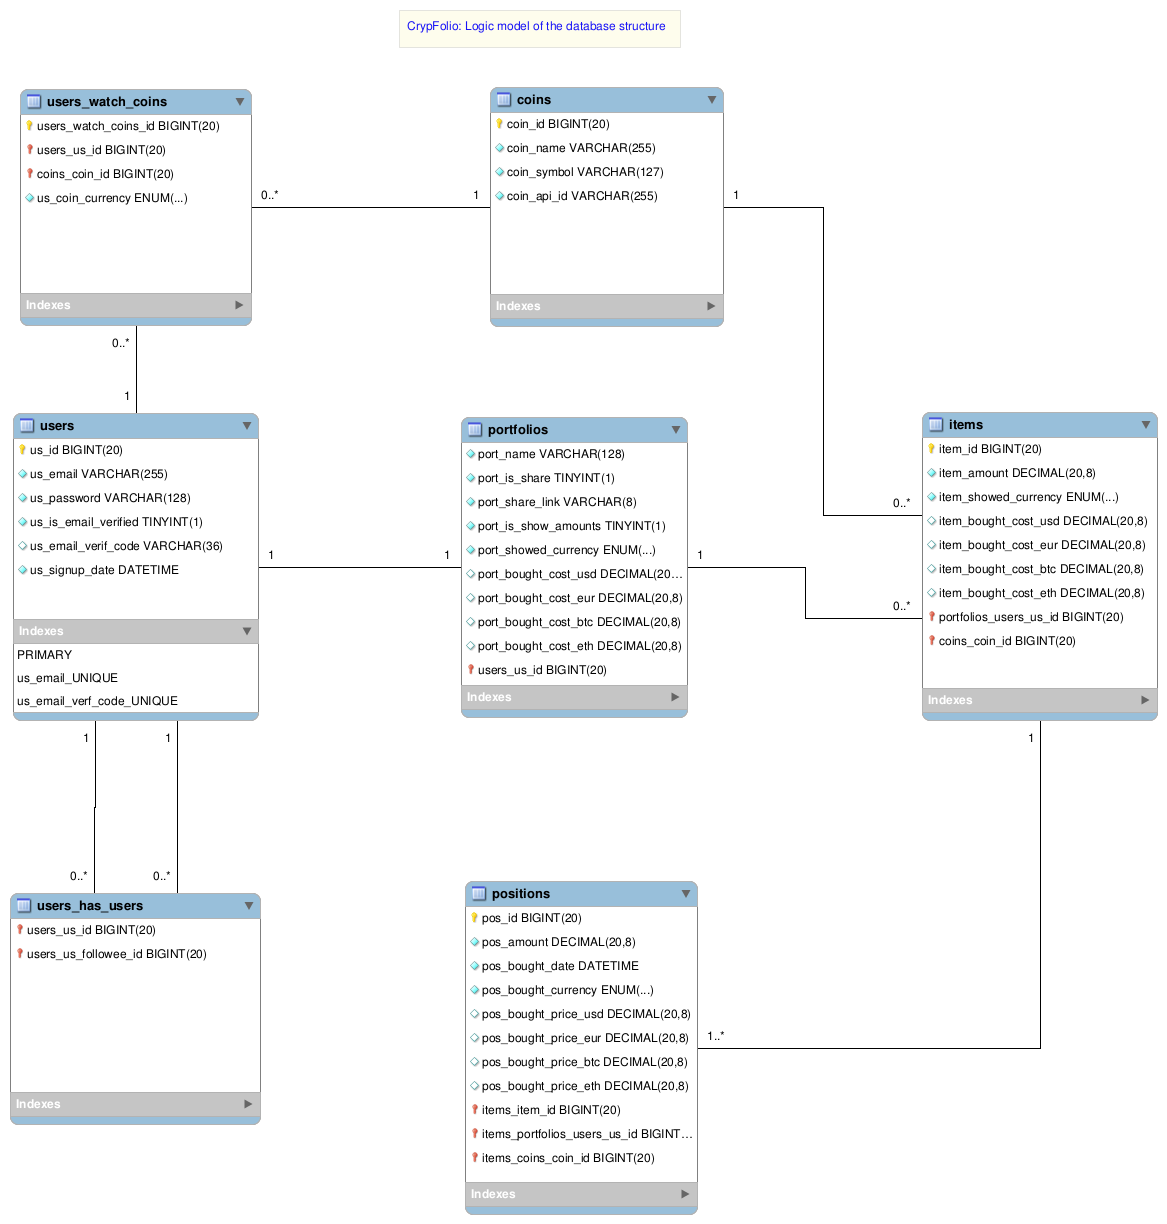 CrypFolio: Logic model of the database structure
users_watch_coins
users_watch_coins_id BIGINT(20)
users_us_id BIGINT(20)
coins_coin_id BIGINT(20)
us_coin_currency ENUM(...)
Indexes
0..*
1
coins
coin_id BIGINT(20)
coin_name VARCHAR(255)
coin_symbol VARCHAR(127)
coin_api_id VARCHAR(255)
Indexes
1
0..*
0..*
1
users
us_id BIGINT(20)
us_email VARCHAR(255)
us_password VARCHAR(128)
us_is_email_verified TINYINT(1)
us_email_verif_code VARCHAR(36)
us_signup_date DATETIME
Indexes
PRIMARY
us_email_UNIQUE
us_email_verf_code_UNIQUE
1
1
portfolios
port_name VARCHAR(128)
port_is_share TINYINT(1)
port_share_link VARCHAR(8)
port_is_show_amounts TINYINT(1)
port_showed_currency ENUM(...)
port_bought_cost_usd DECIMAL(20...
port_bought_cost_eur DECIMAL(20,8)
port_bought_cost_btc DECIMAL(20,8)
port_bought_cost_eth DECIMAL(20,8)
users_us_id BIGINT(20)
Indexes
1
0..*
items
item_id BIGINT(20)
item_amount DECIMAL(20,8)
item_showed_currency ENUM(...)
item_bought_cost_usd DECIMAL(20,8)
item_bought_cost_eur DECIMAL(20,8)
item_bought_cost_btc DECIMAL(20,8)
item_bought_cost_eth DECIMAL(20,8)
portfolios_users_us_id BIGINT(20)
coins_coin_id BIGINT(20)
Indexes
1
1
1
0..*
0..*
users_has_users
users_us_id BIGINT(20)
users_us_followee_id BIGINT(20)
Indexes
positions
pos_id BIGINT(20)
pos_amount DECIMAL(20,8)
pos_bought_date DATETIME
pos_bought_currency ENUM(...)
pos_bought_price_usd DECIMAL(20,8)
pos_bought_price_eur DECIMAL(20,8)
pos_bought_price_btc DECIMAL(20,8)
pos_bought_price_eth DECIMAL(20,8)
items_item_id BIGINT(20)
items_portfolios_users_us_id BIGINT...
items_coins_coin_id BIGINT(20)
Indexes
1..*